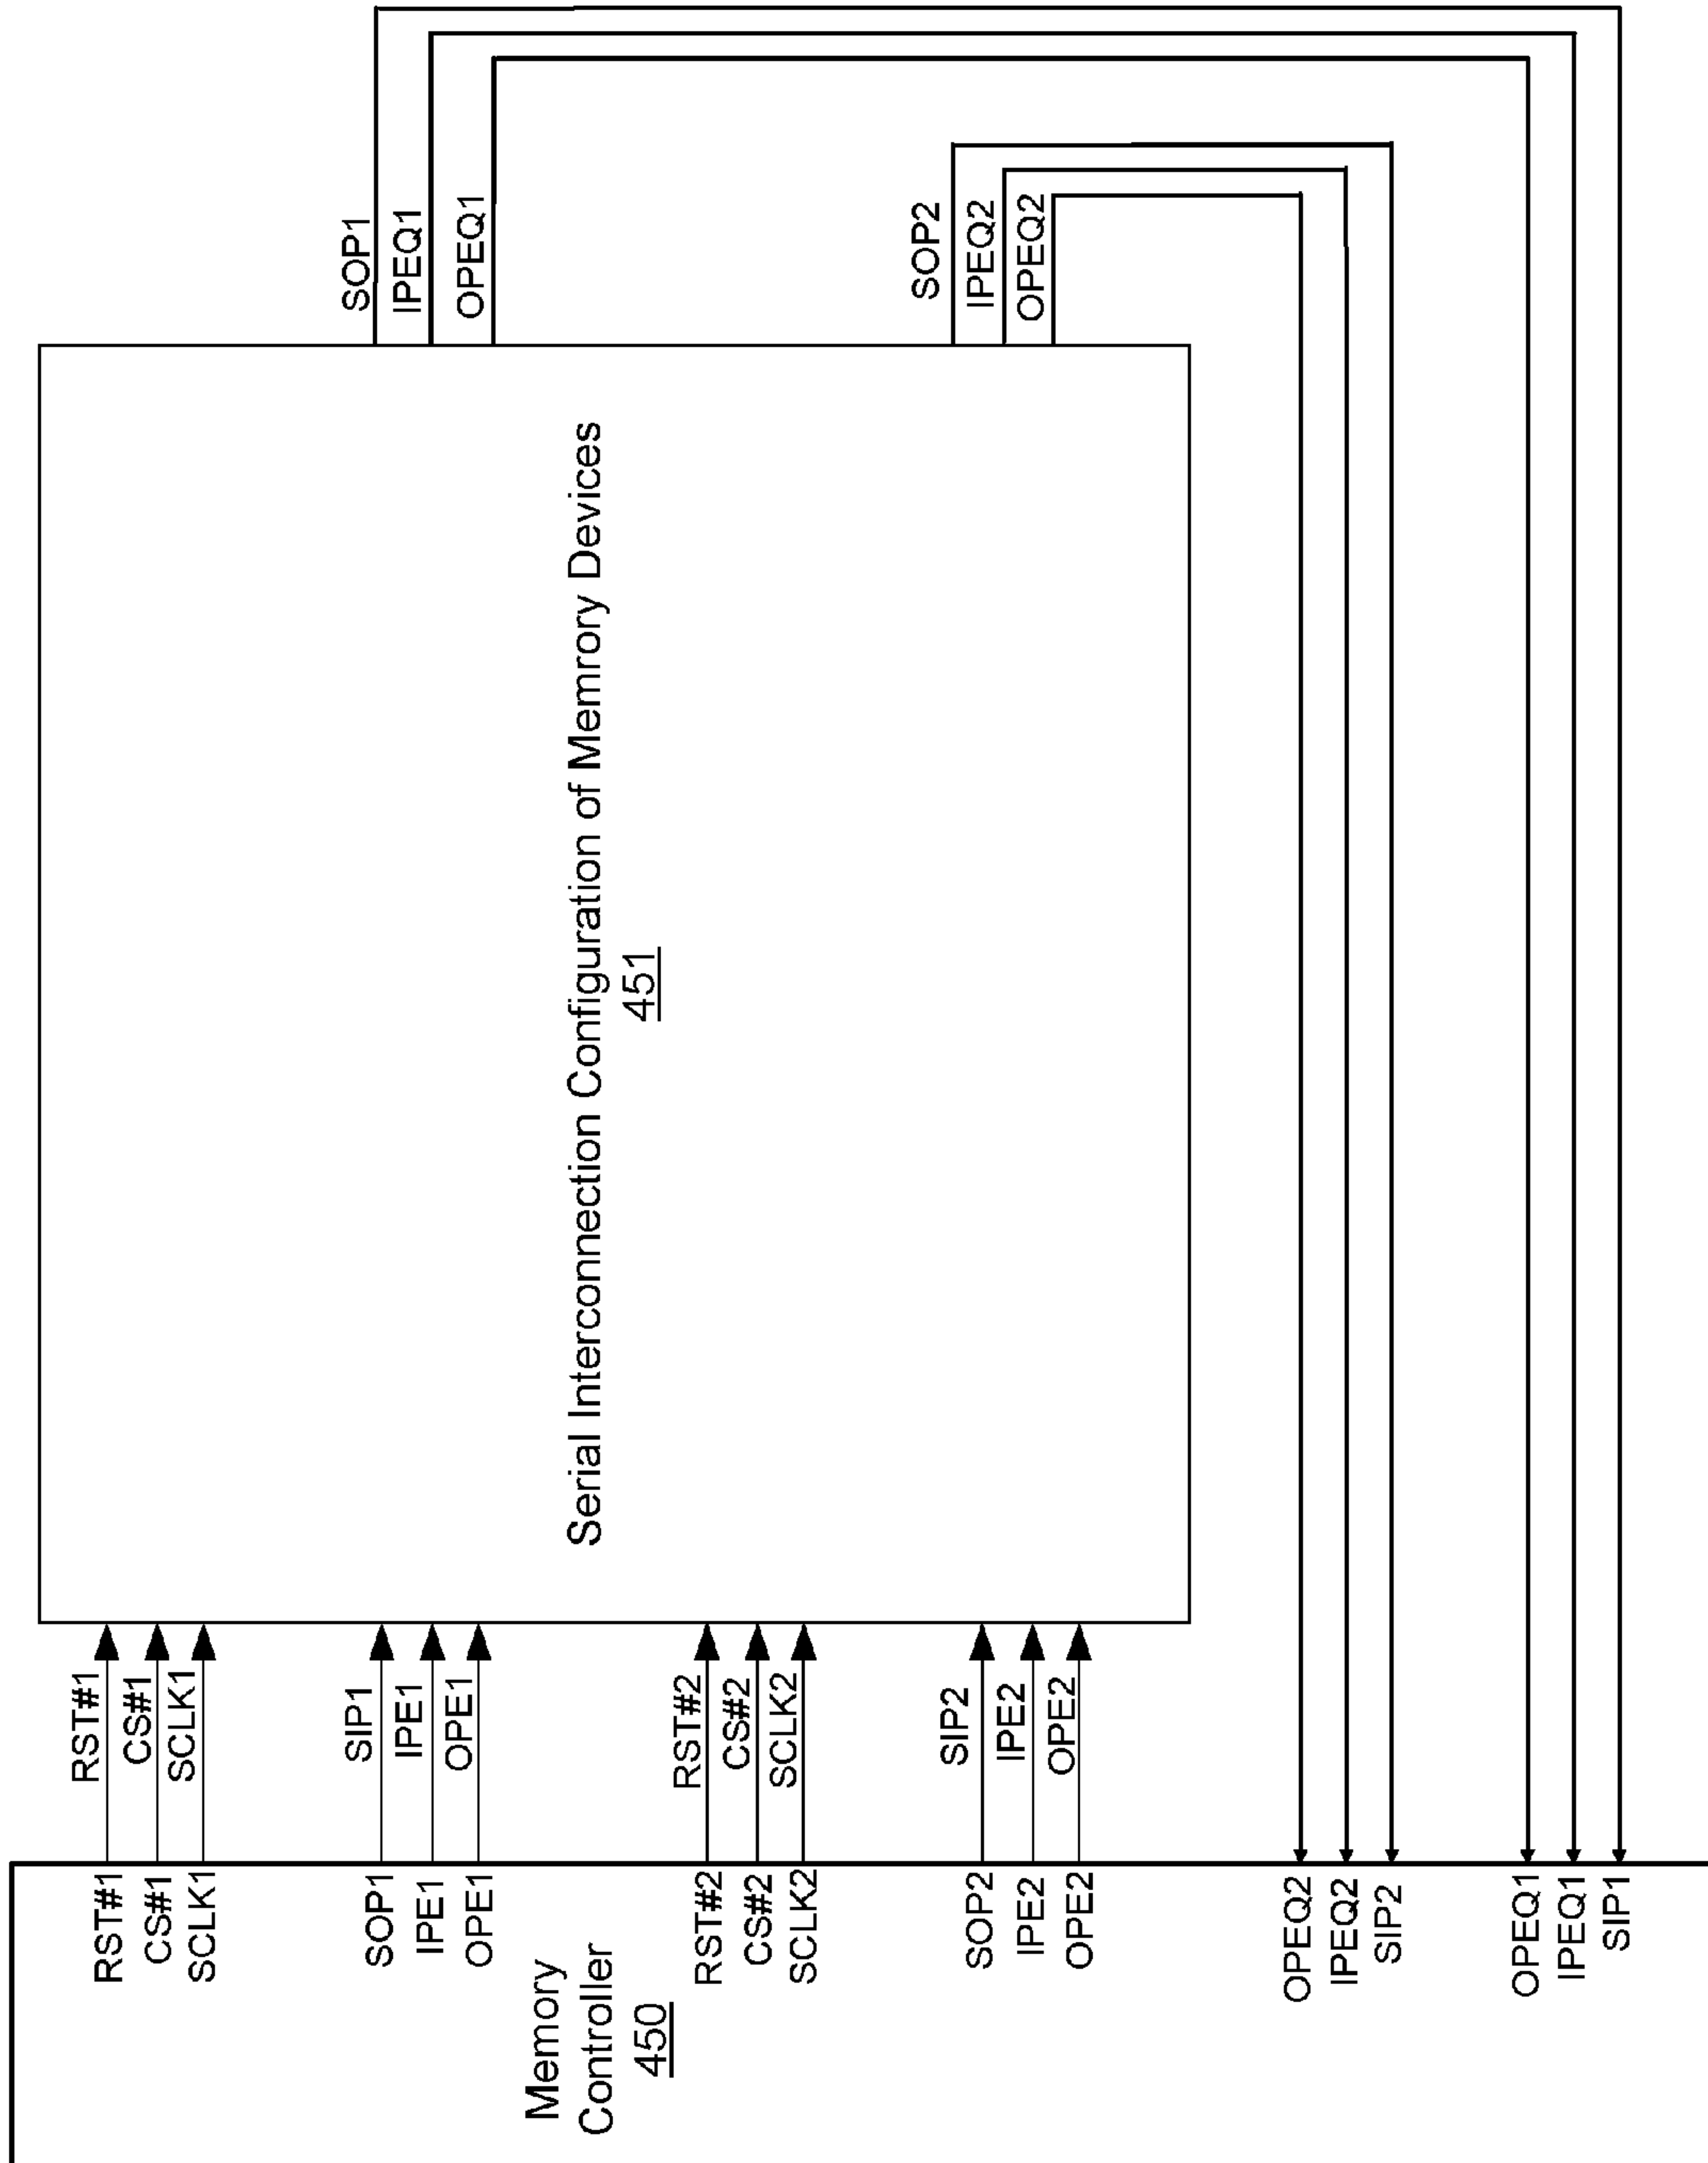 RST#1
CS#1
SCLK1
SOP1
IPE1
OPE1
Memory
Controller
450
RST#2
CS#2
SCLK2
SOP2
IPE2
OPE2
OPEQ2
IPEQ2
SIP2
OPEQ1
IPEQ1
SIP1
RST#1
CS#1
SCLK1
SIP1
IPE1
OPE1
RST#2
CS#2
SCLK2
SIP2
IPE2
OPE2
Serial Interconnection Configuration of Memrory Devices
451
SOP1
IPEQ1
OPEQ1
SOP2
IPEQ2
OPEQ2